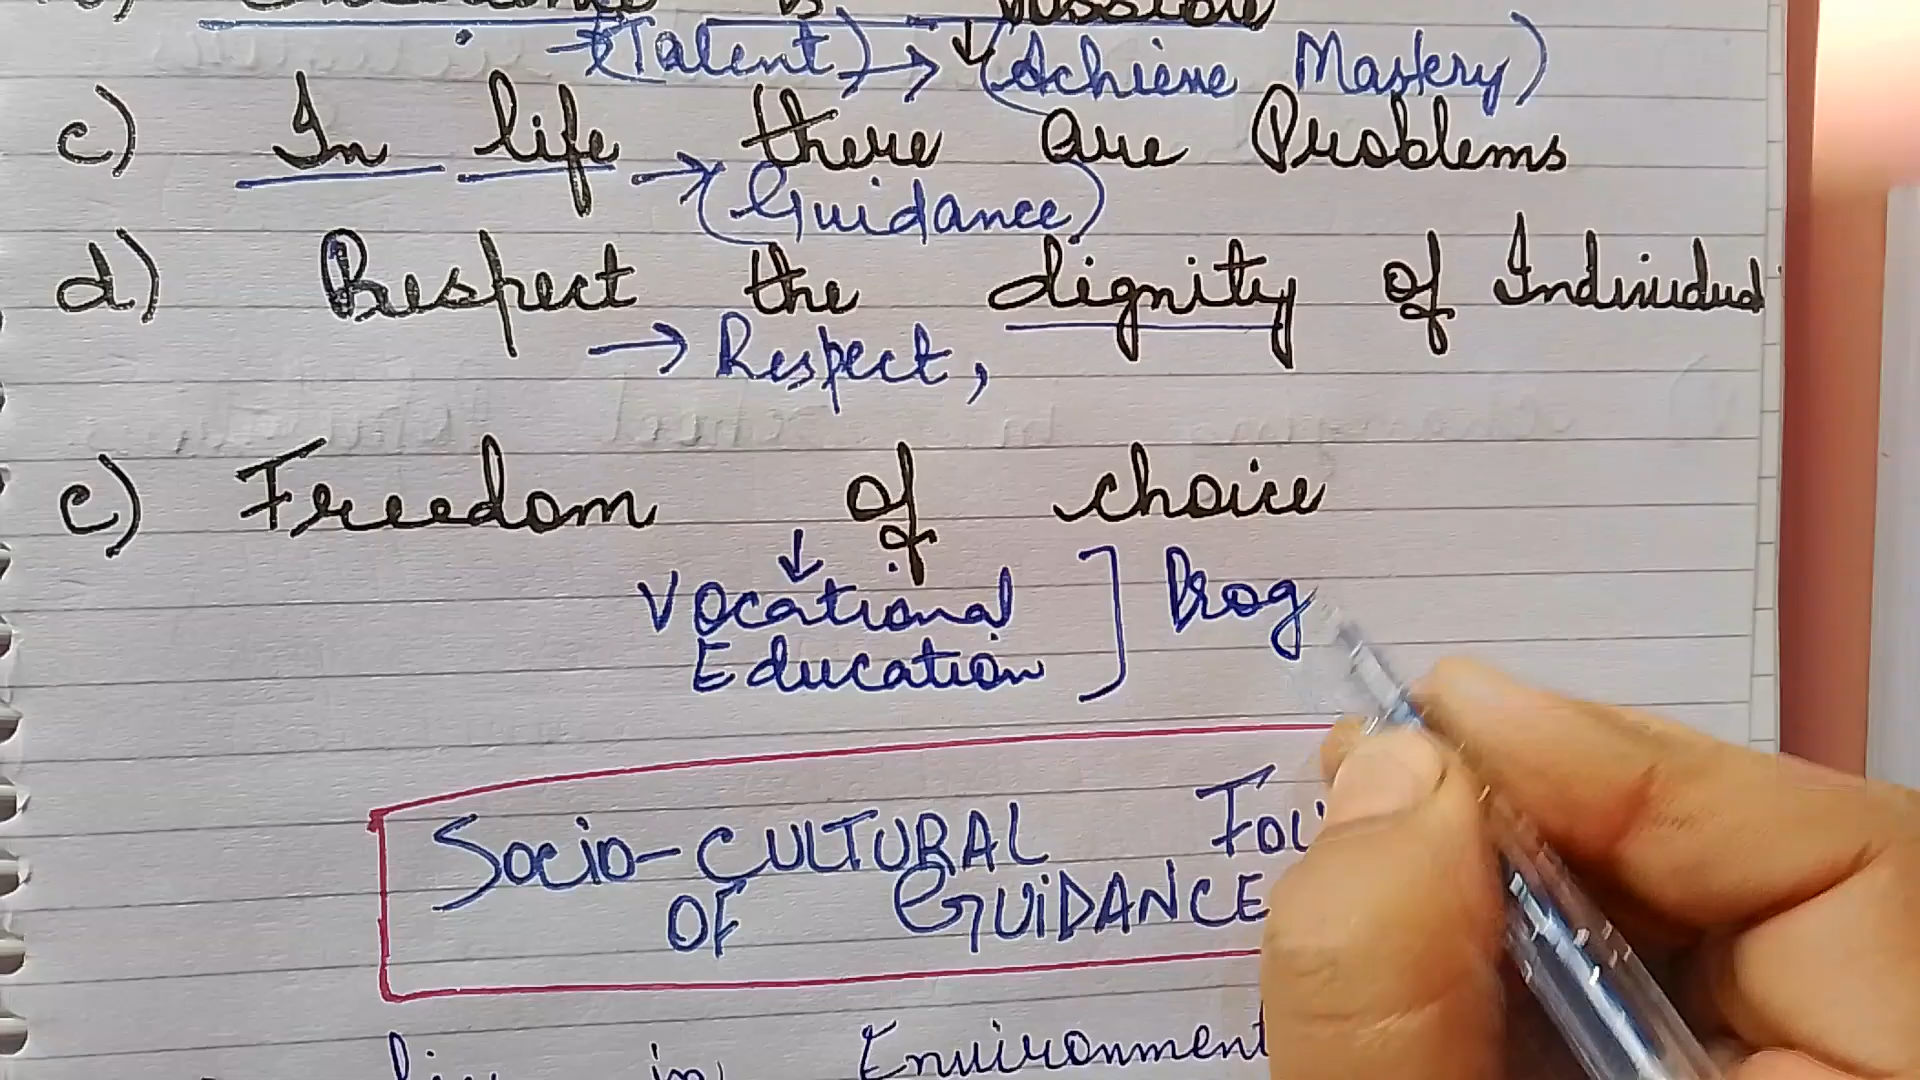 (Talent) → (Achieve Mastery)
c) In life there are Problems
→ (Guidance)
d) Respect the dignity of Individual
→ Respect,
e) Freedom of choice
↓
Vocational ] Prog
Education
Socio-CULTURAL Fou
OF GUIDANCE
in Environment